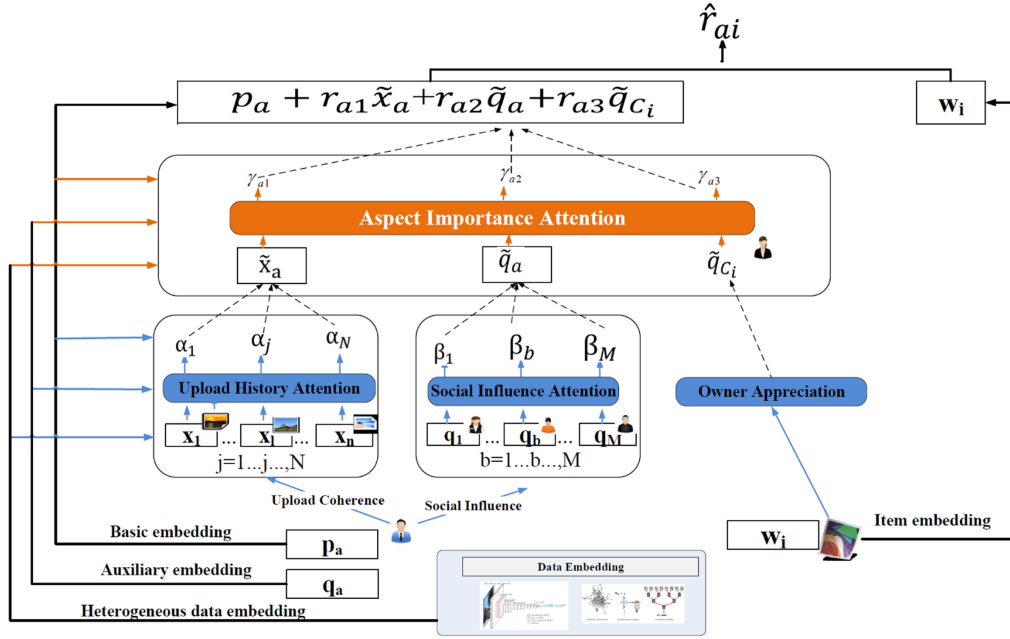 r̂ai
pa + ra1x̃a+ra2q̃a+ra3q̃Ci
wi
γa1 γa2 γa3
Aspect Importance Attention
x̃a q̃a q̃Ci
α1 αj αN
β1 βb βM
Upload History Attention
Social Influence Attention
Owner Appreciation
x1 ... xi ... xn
q1 ... qb ... qM
j=1...j...,N
b=1...b...,M
Upload Coherence
Social Influence
Basic embedding
pa
wi
Item embedding
Auxiliary embedding
qa
Data Embedding
Heterogeneous data embedding